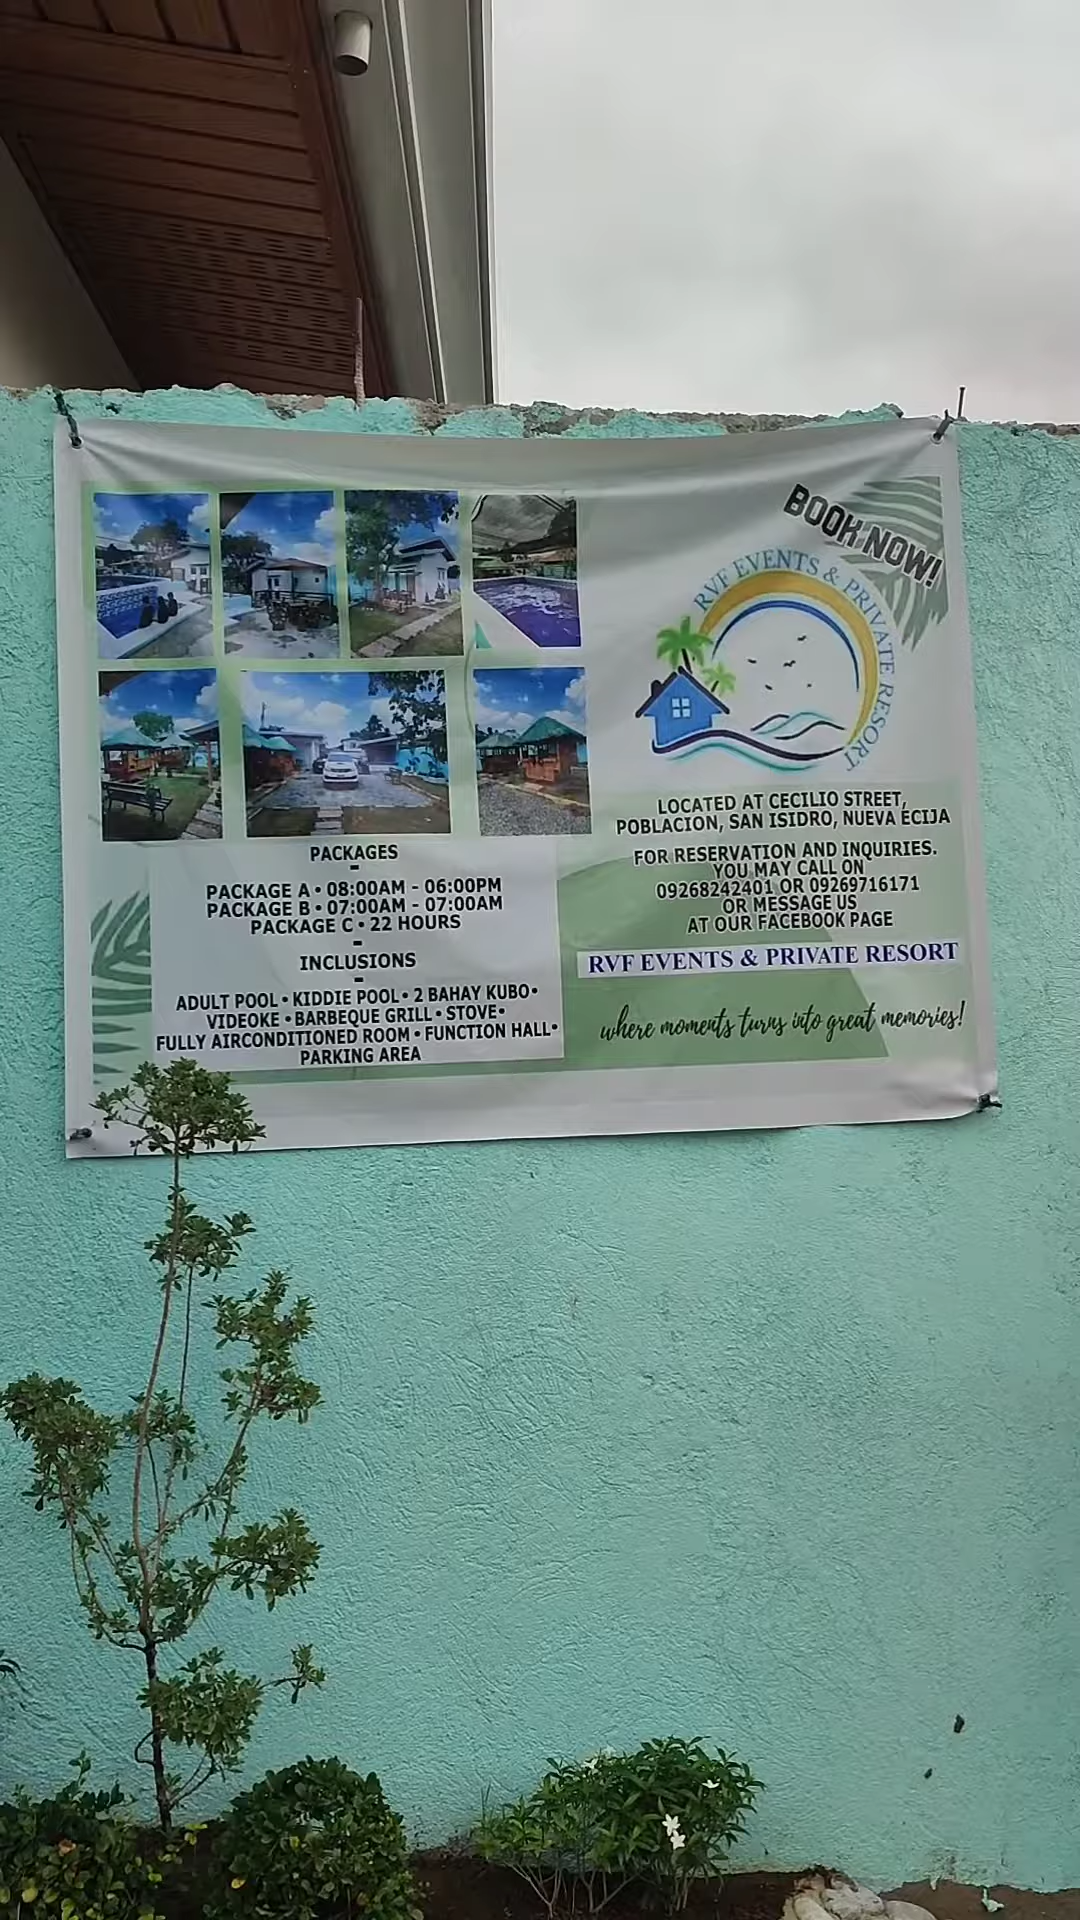 BOOK NOW!
RVF EVENTS & PRIVATE RESORT
LOCATED AT CECILIO STREET,
POBLACION, SAN ISIDRO, NUEVA ECIJA
FOR RESERVATION AND INQUIRIES.
YOU MAY CALL ON
09268242401 OR 09269716171
OR MESSAGE US
AT OUR FACEBOOK PAGE
RVF EVENTS & PRIVATE RESORT
where moments turns into great memories!
PACKAGES
-
PACKAGE A • 08:00AM - 06:00PM
PACKAGE B • 07:00AM - 07:00AM
PACKAGE C • 22 HOURS
-
INCLUSIONS
-
ADULT POOL • KIDDIE POOL • 2 BAHAY KUBO•
VIDEOKE • BARBEQUE GRILL • STOVE•
FULLY AIRCONDITIONED ROOM • FUNCTION HALL•
PARKING AREA